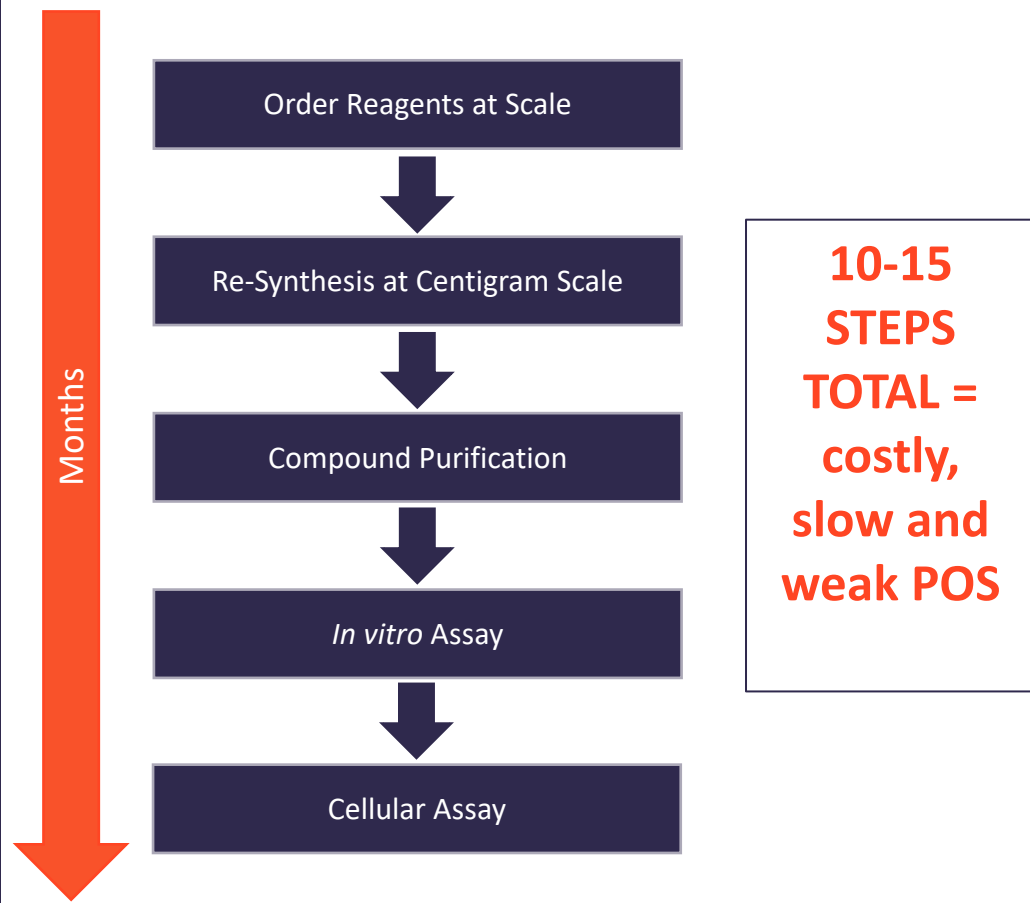 Months
Order Reagents at Scale
Re-Synthesis at Centigram Scale
Compound Purification
In vitro Assay
Cellular Assay
10-15
STEPS
TOTAL =
costly,
slow and
weak POS